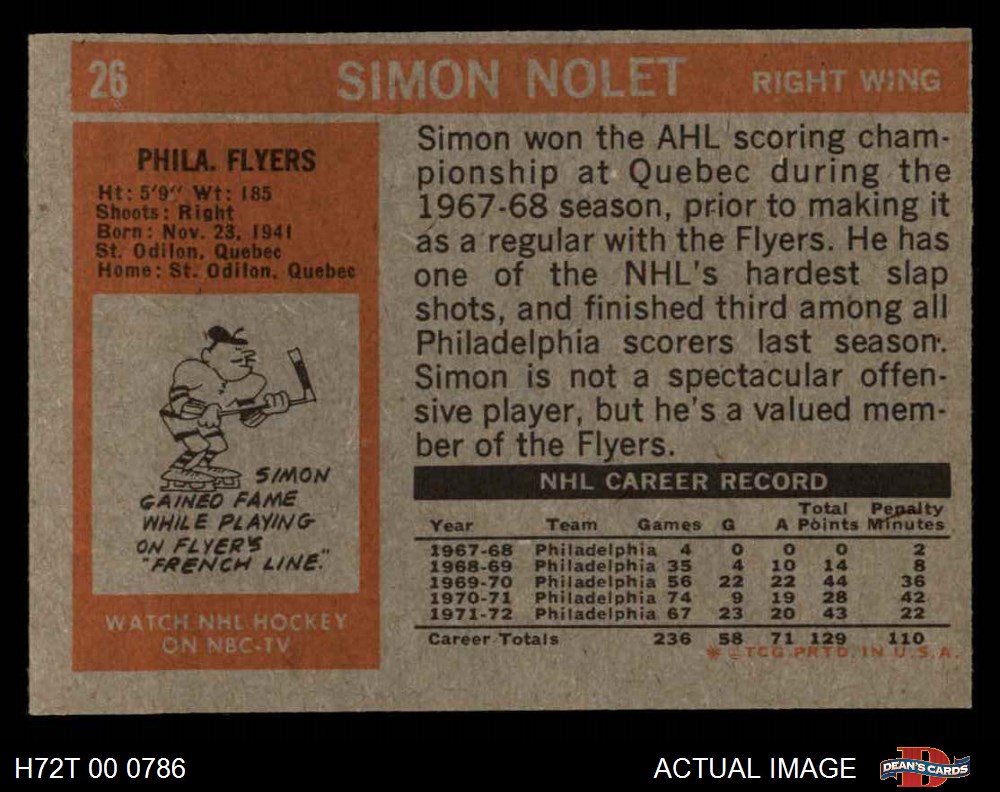 26 SIMON NOLET RIGHT WING
PHILA. FLYERS
Ht: 5'9" Wt: 185
Shoots: Right
Born: Nov. 23, 1941
St. Odilon, Quebec
Home: St. Odilon, Quebec
SIMON
GAINED FAME
WHILE PLAYING
ON FLYER'S
"FRENCH LINE."
WATCH NHL HOCKEY
ON NBC-TV
Simon won the AHL scoring cham-
pionship at Quebec during the
1967-68 season, prior to making it
as a regular with the Flyers. He has
one of the NHL's hardest slap
shots, and finished third among all
Philadelphia scorers last season.
Simon is not a spectacular offen-
sive player, but he's a valued mem-
ber of the Flyers.
NHL CAREER RECORD
Year Team Games G A Total Points Penalty Minutes
1967-68 Philadelphia 4 0 0 0 2
1968-69 Philadelphia 35 4 10 14 8
1969-70 Philadelphia 56 22 22 44 36
1970-71 Philadelphia 74 9 19 28 42
1971-72 Philadelphia 67 23 20 43 22
Career Totals 236 58 71 129 110
* © T.C.G. PRTD. IN U.S.A.
H72T 00 0786 ACTUAL IMAGE D DEAN'S CARDS